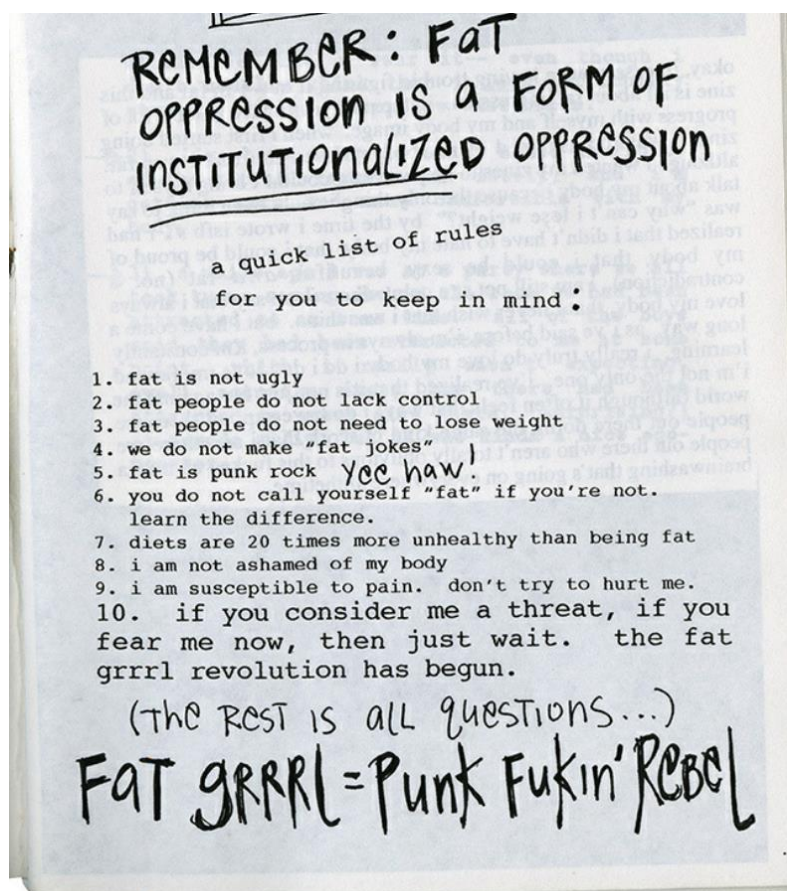 REMEMBER: FAT
OPPRESSION IS A FORM OF
INSTITUTIONALIZED OPPRESSION
a quick list of rules
for you to keep in mind:
1. fat is not ugly
2. fat people do not lack control
3. fat people do not need to lose weight
4. we do not make "fat jokes"
5. fat is punk rock YEE HAW!
6. you do not call yourself "fat" if you're not.
learn the difference.
7. diets are 20 times more unhealthy than being fat
8. i am not ashamed of my body
9. i am susceptible to pain. don't try to hurt me.
10. if you consider me a threat, if you
fear me now, then just wait. the fat
grrrl revolution has begun.
(THE REST IS ALL QUESTIONS...)
FAT GRRRL = PUNK FUKIN' REBEL